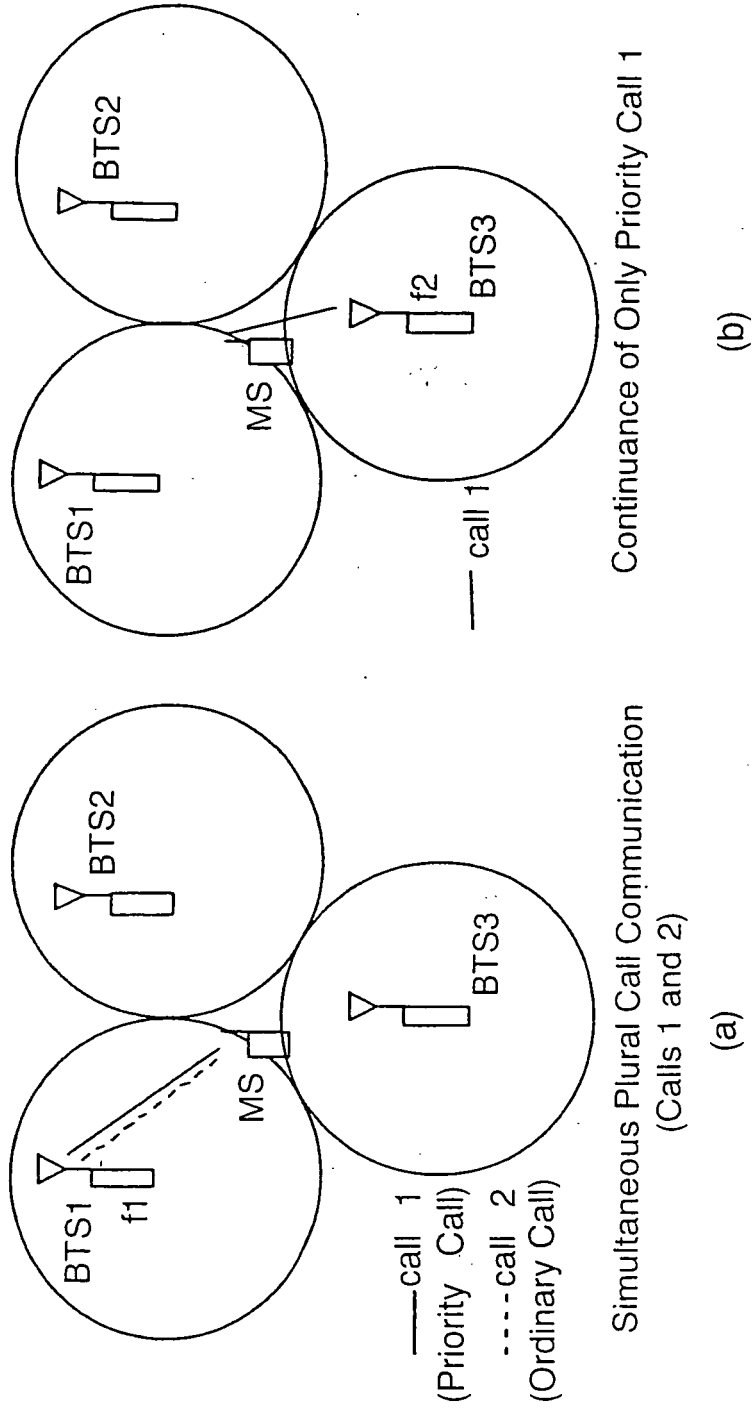 BTS1
f1
BTS2
MS
BTS3
call 1
(Priority Call)
call 2
(Ordinary Call)
Simultaneous Plural Call Communication
(Calls 1 and 2)
(a)
BTS1
BTS2
MS
f2
BTS3
call 1
Continuance of Only Priority Call 1
(b)